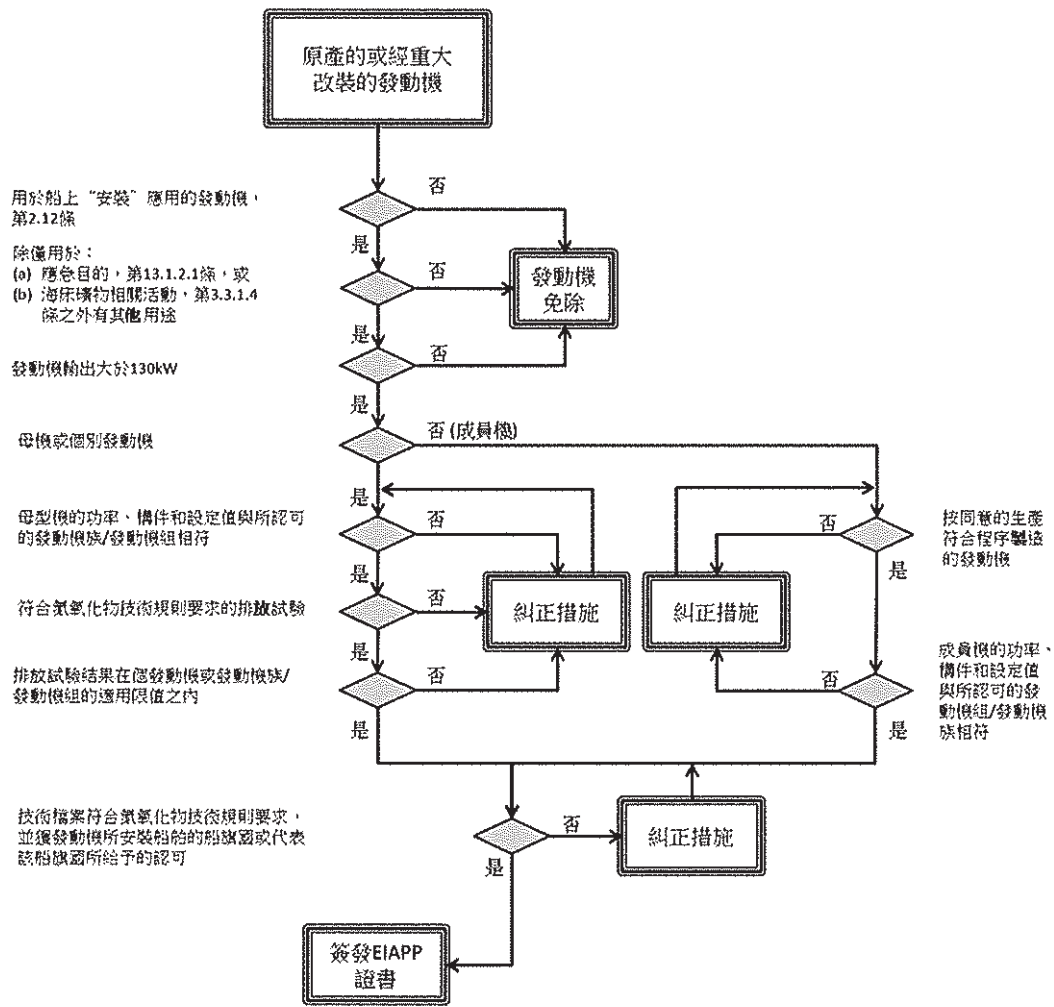 原產的或經重大
改裝的發動機
用於船上“安裝”應用的發動機，
第2.12條
否
是
除僅用於：
(a) 應急目的，第13.1.2.1條，或
(b) 海床礦物相關活動，第3.3.1.4
條之外有其他用途
否
發動機
免除
是
發動機輸出大於130kW
否
是
母機或個別發動機
否 (成員機)
是
母型機的功率、構件和設定值與所認可
的發動機族/發動機組相符
否
是
否
按同意的生產
符合程序製造
的發動機
是
符合氮氧化物技術規則要求的排放試驗
否
糾正措施
糾正措施
是
排放試驗結果在個發動機或發動機族/
發動機組的適用限值之內
否
是
否
成員機的功率、
構件和設定值
與所認可的發
動機組/發動機
族相符
是
技術檔案符合氮氧化物技術規則要求，
並獲發動機所安裝船舶的船旗國或代表
該船旗國所給予的認可
否
糾正措施
是
簽發EIAPP
證書